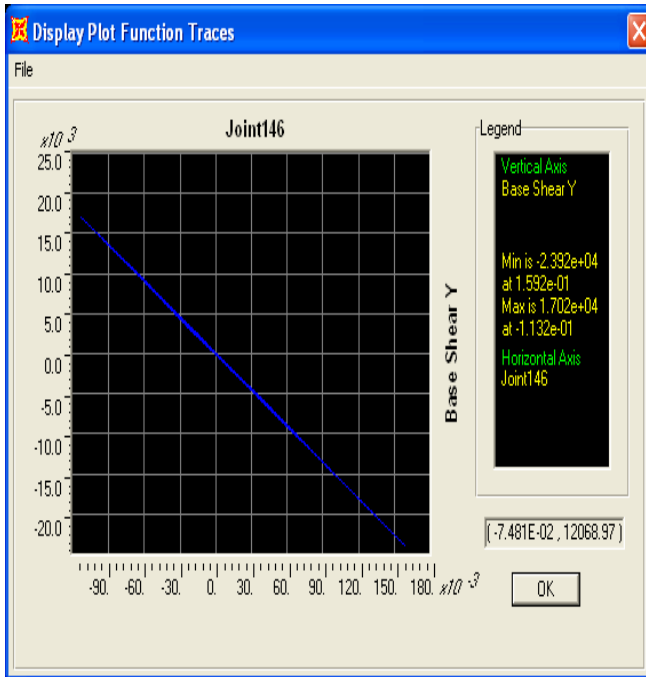 Display Plot Function Traces
File
Joint146
x10 3
25.0
20.0
15.0
10.0
5.0
0.0
-5.0
-10.0
-15.0
-20.0
-90. -60. -30. 0. 30. 60. 90. 120. 150. 180. x10 -3
Base Shear Y
Legend
Vertical Axis
Base Shear Y
Min is -2.392e+04
at 1.592e-01
Max is 1.702e+04
at -1.132e-01
Horizontal Axis
Joint146
( -7.481E-02 , 12068.97 )
OK